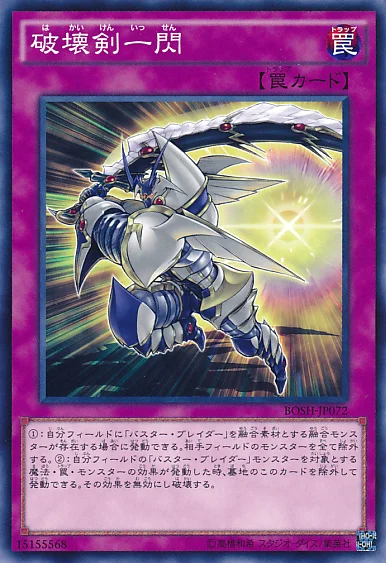 破壊剣一閃
はかいけんいっせん
罠
トラップ
【罠カード】
BOSH-JP072
①:自分フィールドに「バスター・ブレイダー」を融合素材とする融合モンス
ターが存在する場合に発動できる。相手フィールドのモンスターを全て除外
する。②:自分フィールドの「バスター・ブレイダー」モンスターを対象とする
魔法・罠・モンスターの効果が発動した時、墓地のこのカードを除外して
発動できる。その効果を無効にし破壊する。
15155568
©高橋和希 スタジオ・ダイス/集英社